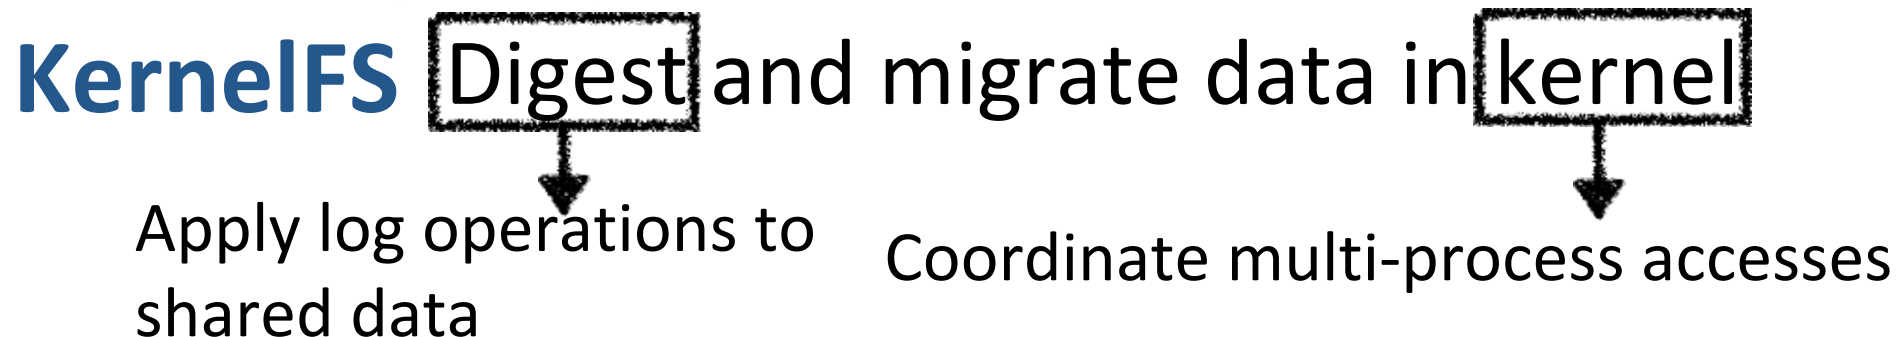 KernelFS Digest and migrate data in kernel
Apply log operations to
shared data
Coordinate multi-process accesses